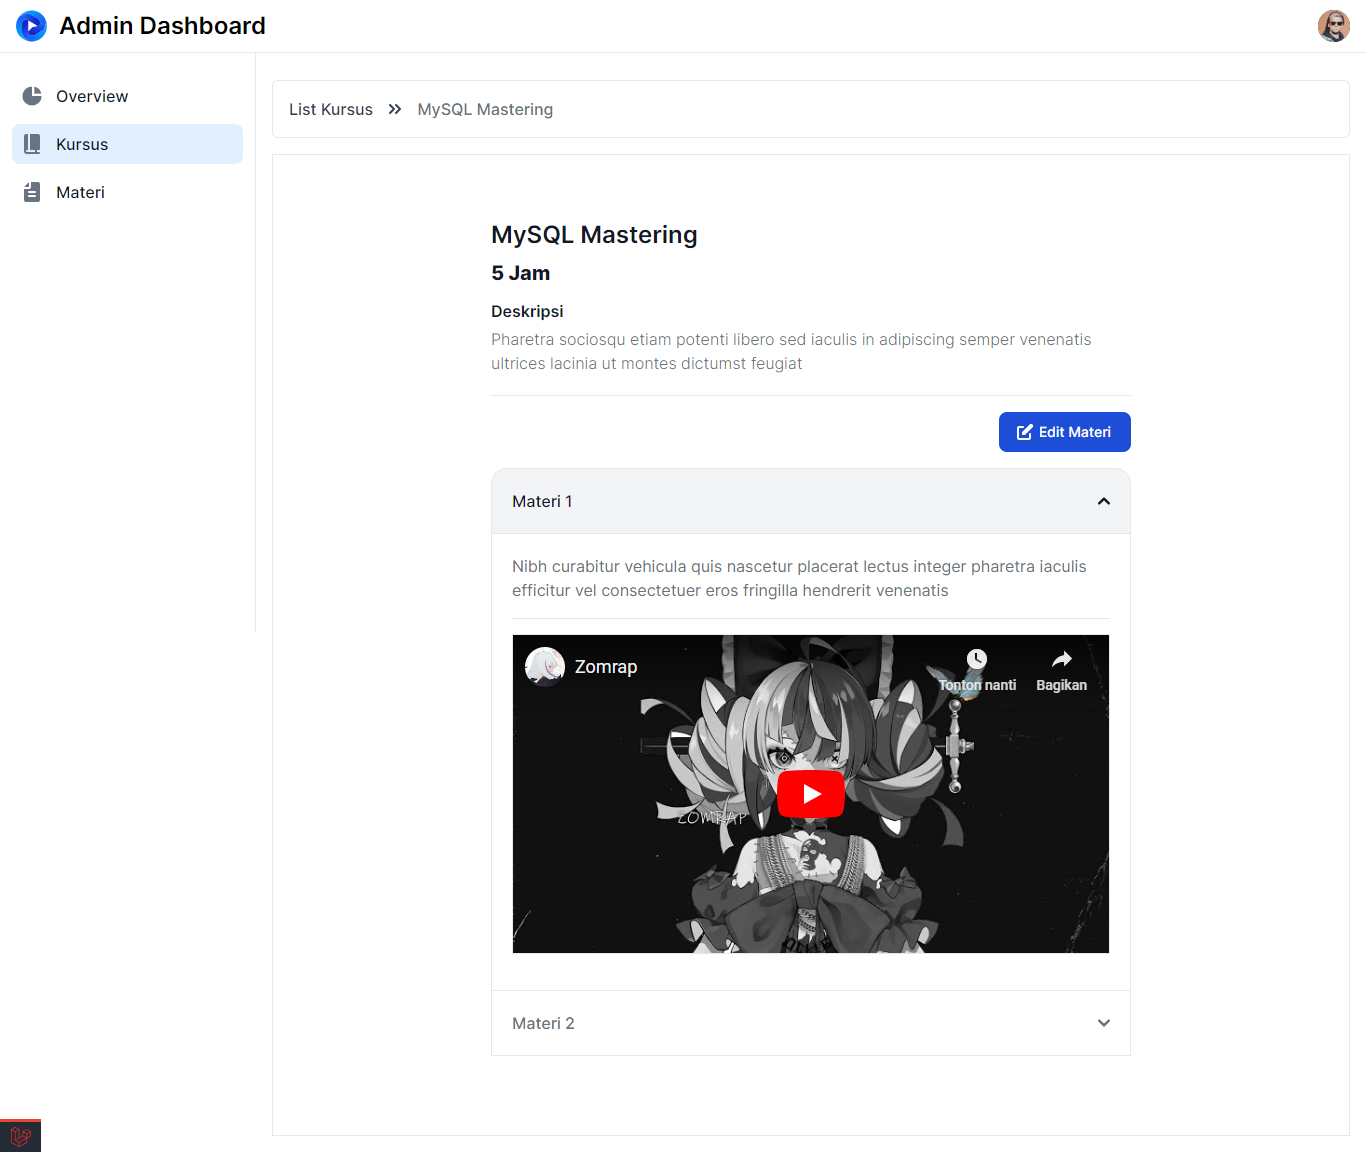 Admin Dashboard
Overview
Kursus
Materi
List Kursus
MySQL Mastering
MySQL Mastering
5 Jam
Deskripsi
Pharetra sociosqu etiam potenti libero sed iaculis in adipiscing semper venenatis
ultrices lacinia ut montes dictumst feugiat
Edit Materi
Materi 1
Nibh curabitur vehicula quis nascetur placerat lectus integer pharetra iaculis
efficitur vel consectetuer eros fringilla hendrerit venenatis
Zomrap
Tonton nanti
Bagikan
ZOMRAP
Materi 2